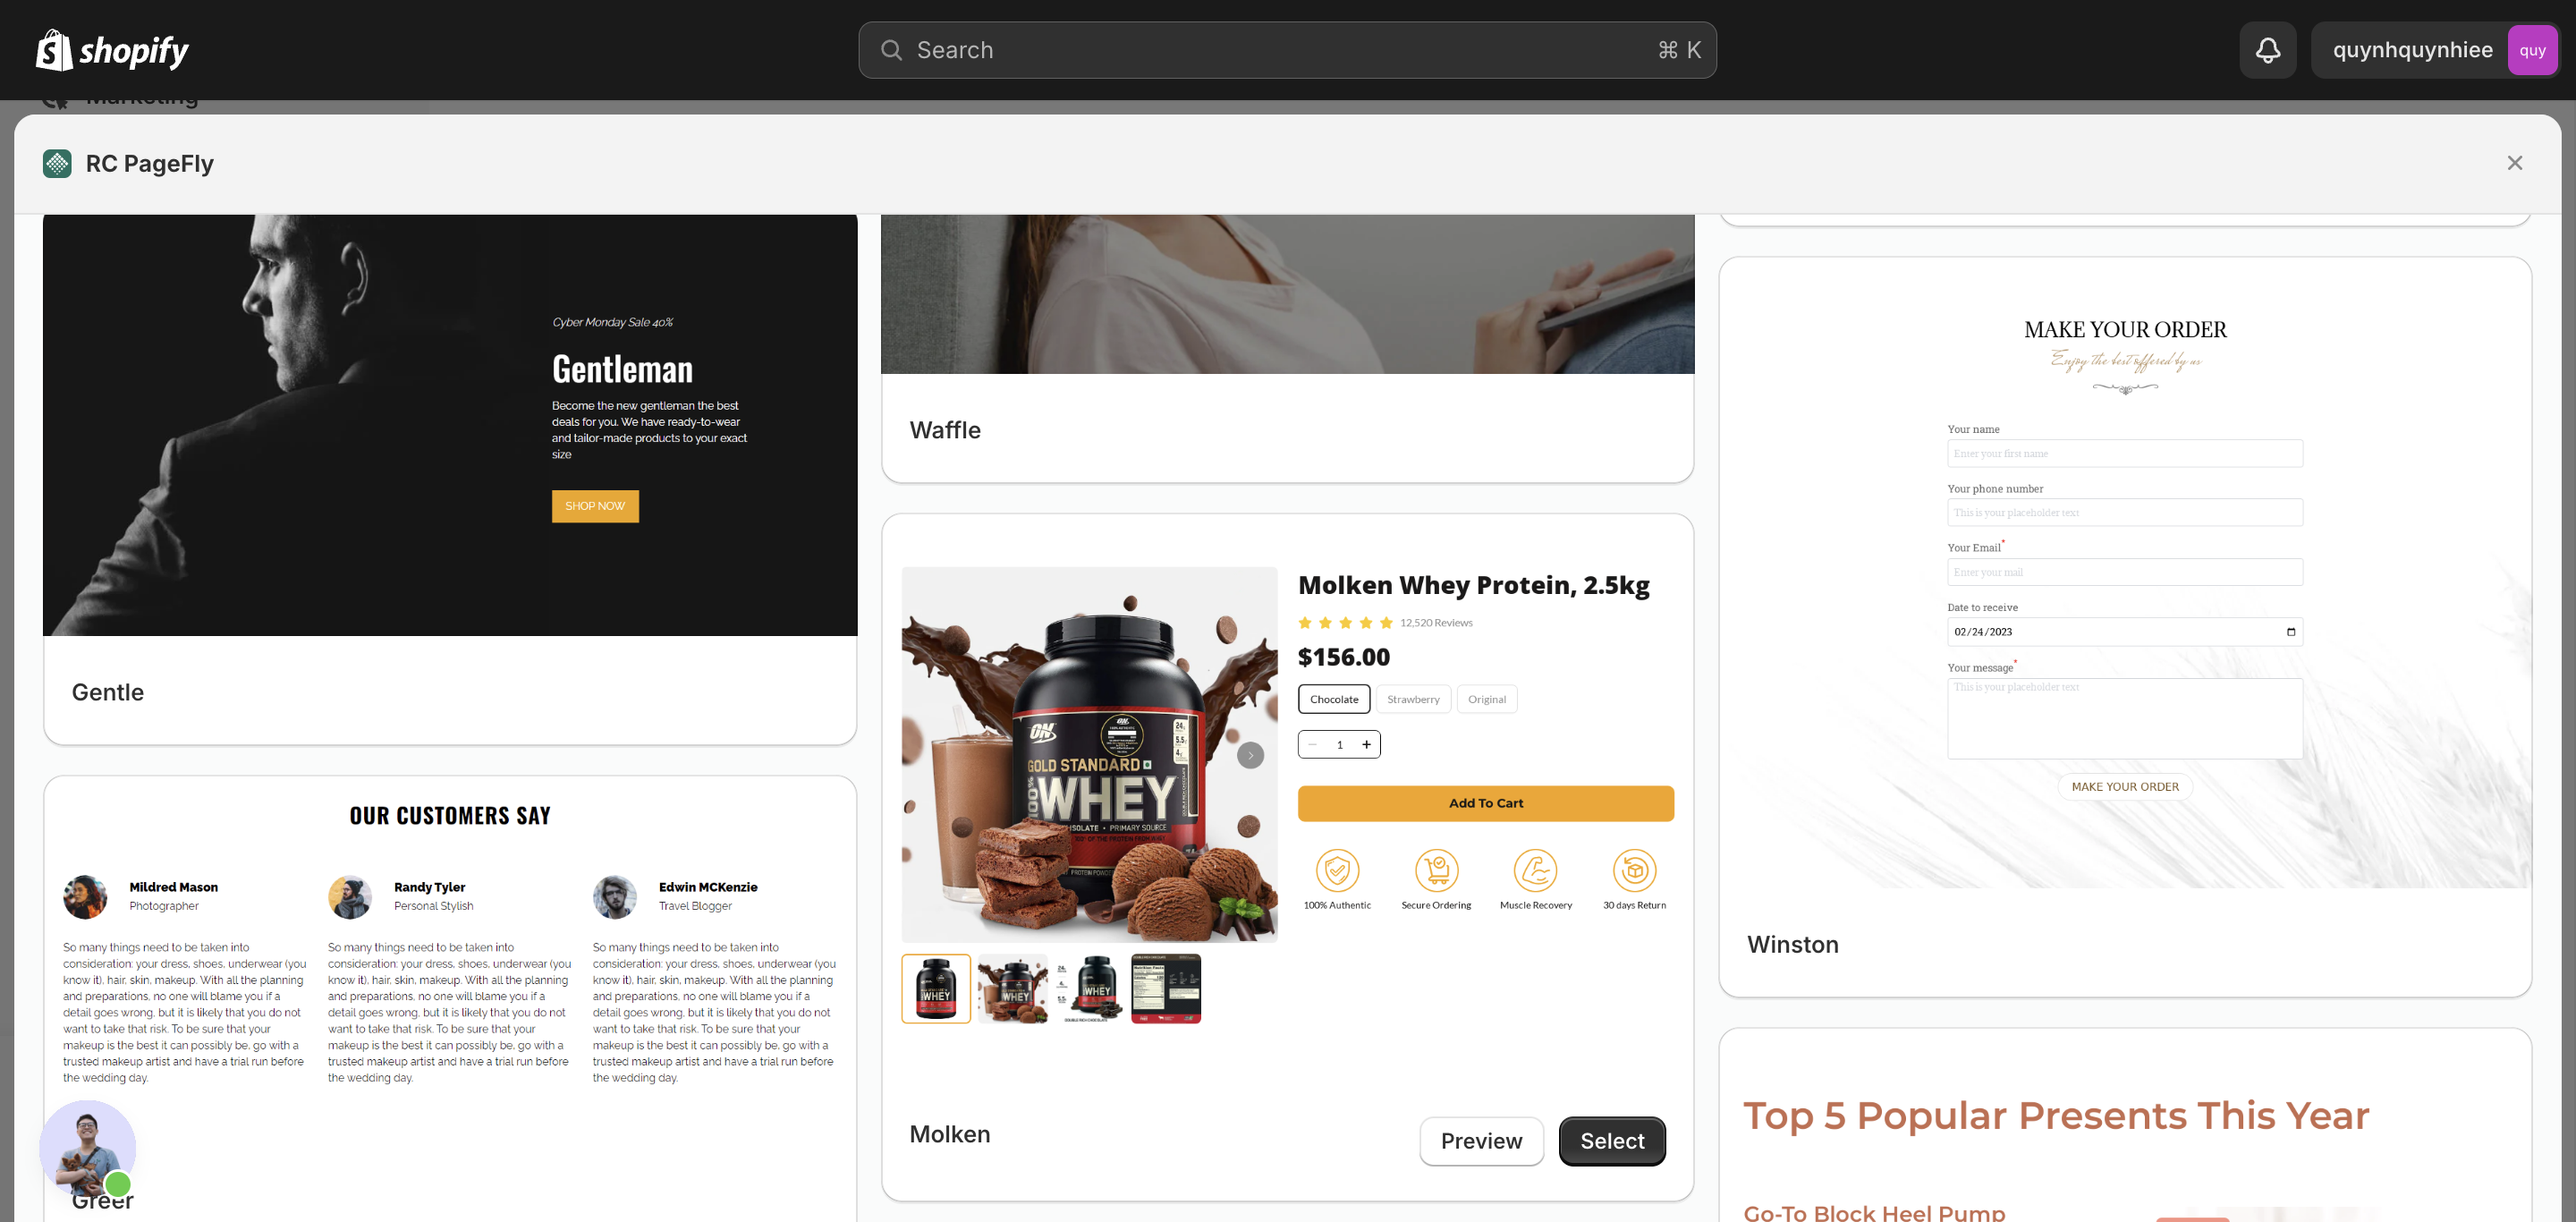 shopify
Search
⌘ K
quynhquynhiee
quy
Marketing
RC PageFly
Cyber Monday Sale 40%
Gentleman
Become the new gentleman the best
deals for you. We have ready-to-wear
and tailor-made products to your exact
size
SHOP NOW
Gentle
OUR CUSTOMERS SAY
Mildred Mason
Photographer
So many things need to be taken into
consideration: your dress, shoes, underwear (you
know it), hair, skin, makeup. With all the planning
and preparations, no one will blame you if a
detail goes wrong, but it is likely that you do not
want to take that risk. To be sure that your
makeup is the best it can possibly be, go with a
trusted makeup artist and have a trial run before
the wedding day.
Randy Tyler
Personal Stylish
So many things need to be taken into
consideration: your dress, shoes, underwear (you
know it), hair, skin, makeup. With all the planning
and preparations, no one will blame you if a
detail goes wrong, but it is likely that you do not
want to take that risk. To be sure that your
makeup is the best it can possibly be, go with a
trusted makeup artist and have a trial run before
the wedding day.
Edwin MCKenzie
Travel Blogger
So many things need to be taken into
consideration: your dress, shoes, underwear (you
know it), hair, skin, makeup. With all the planning
and preparations, no one will blame you if a
detail goes wrong, but it is likely that you do not
want to take that risk. To be sure that your
makeup is the best it can possibly be, go with a
trusted makeup artist and have a trial run before
the wedding day.
Greer
Waffle
ON
GOLD STANDARD
100% WHEY
ISOLATE • PRIMARY SOURCE
Molken Whey Protein, 2.5kg
12,520 Reviews
$156.00
Chocolate
Strawberry
Original
− 1 +
Add To Cart
100% Authentic
Secure Ordering
Muscle Recovery
30 days Return
Molken
Preview
Select
MAKE YOUR ORDER
Enjoy the best offered by us
Your name
Enter your first name
Your phone number
This is your placeholder text
Your Email*
Enter your mail
Date to receive
02/24/2023
Your message*
This is your placeholder text
MAKE YOUR ORDER
Winston
Top 5 Popular Presents This Year
Go-To Block Heel Pump